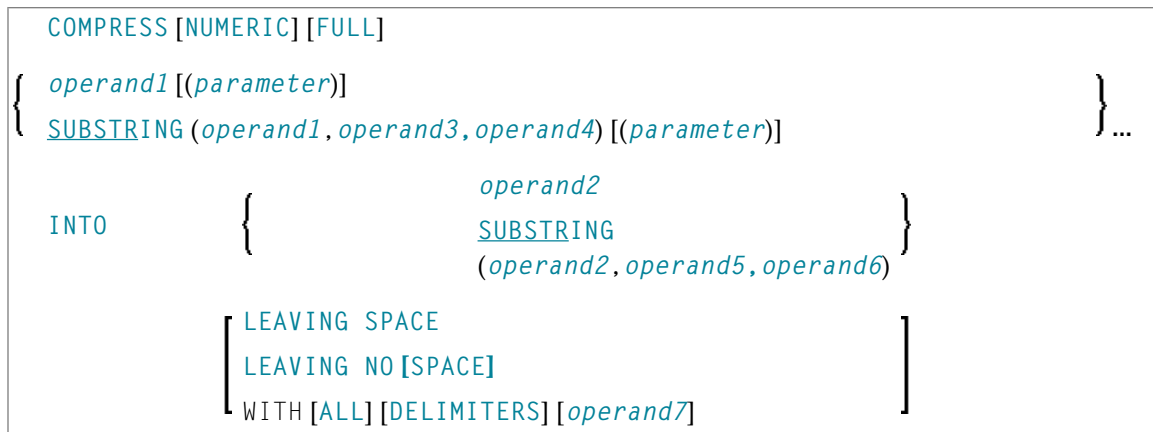 COMPRESS [NUMERIC] [FULL]
operand1 [(parameter)]
SUBSTRING (operand1, operand3, operand4) [(parameter)]
...
operand2
INTO
SUBSTRING
(operand2, operand5, operand6)
LEAVING SPACE
LEAVING NO [SPACE]
WITH [ALL] [DELIMITERS] [operand7]